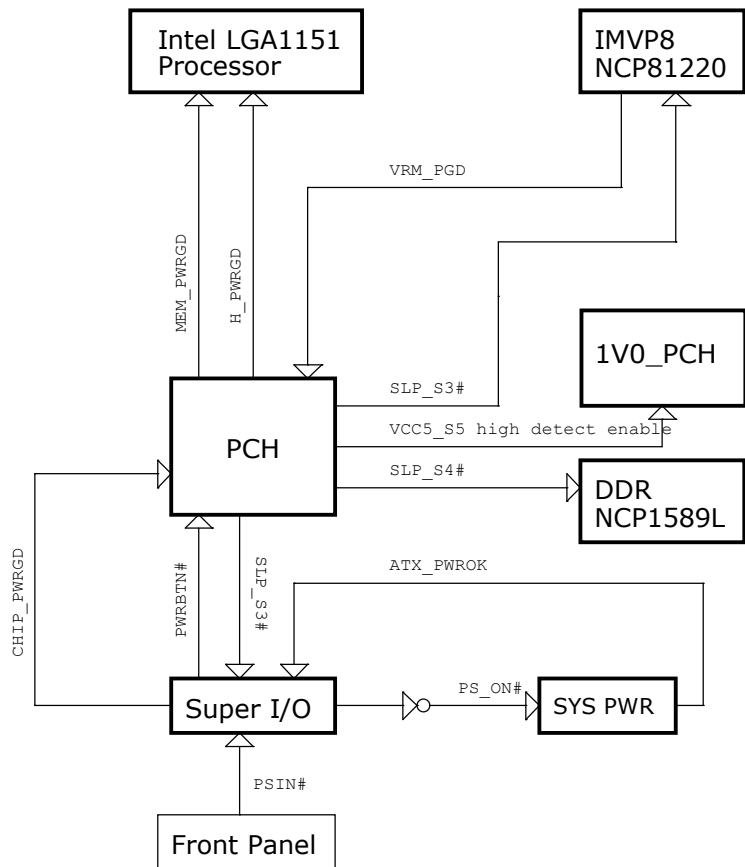 Intel LGA1151
Processor
IMVP8
NCP81220
VRM_PGD
MEM_PWRGD
H_PWRGD
1V0_PCH
SLP_S3#
VCC5_S5 high detect enable
PCH
SLP_S4#
DDR
NCP1589L
CHIP_PWRGD
PWRBTN#
SLP_S3#
ATX_PWROK
Super I/O
PS_ON#
SYS PWR
PSIN#
Front Panel